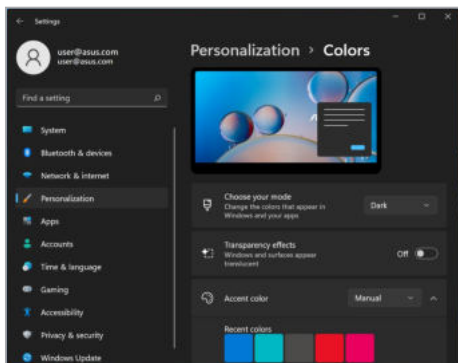 Settings
user@asus.com
user@asus.com
Find a setting
System
Bluetooth & devices
Network & internet
Personalization
Apps
Accounts
Time & language
Gaming
Accessibility
Privacy & security
Windows Update
Personalization › Colors
Choose your mode
Change the colors that appear in
Windows and your apps
Dark
Transparency effects
Windows and surfaces appear
translucent
Off
Accent color
Manual
Recent colors